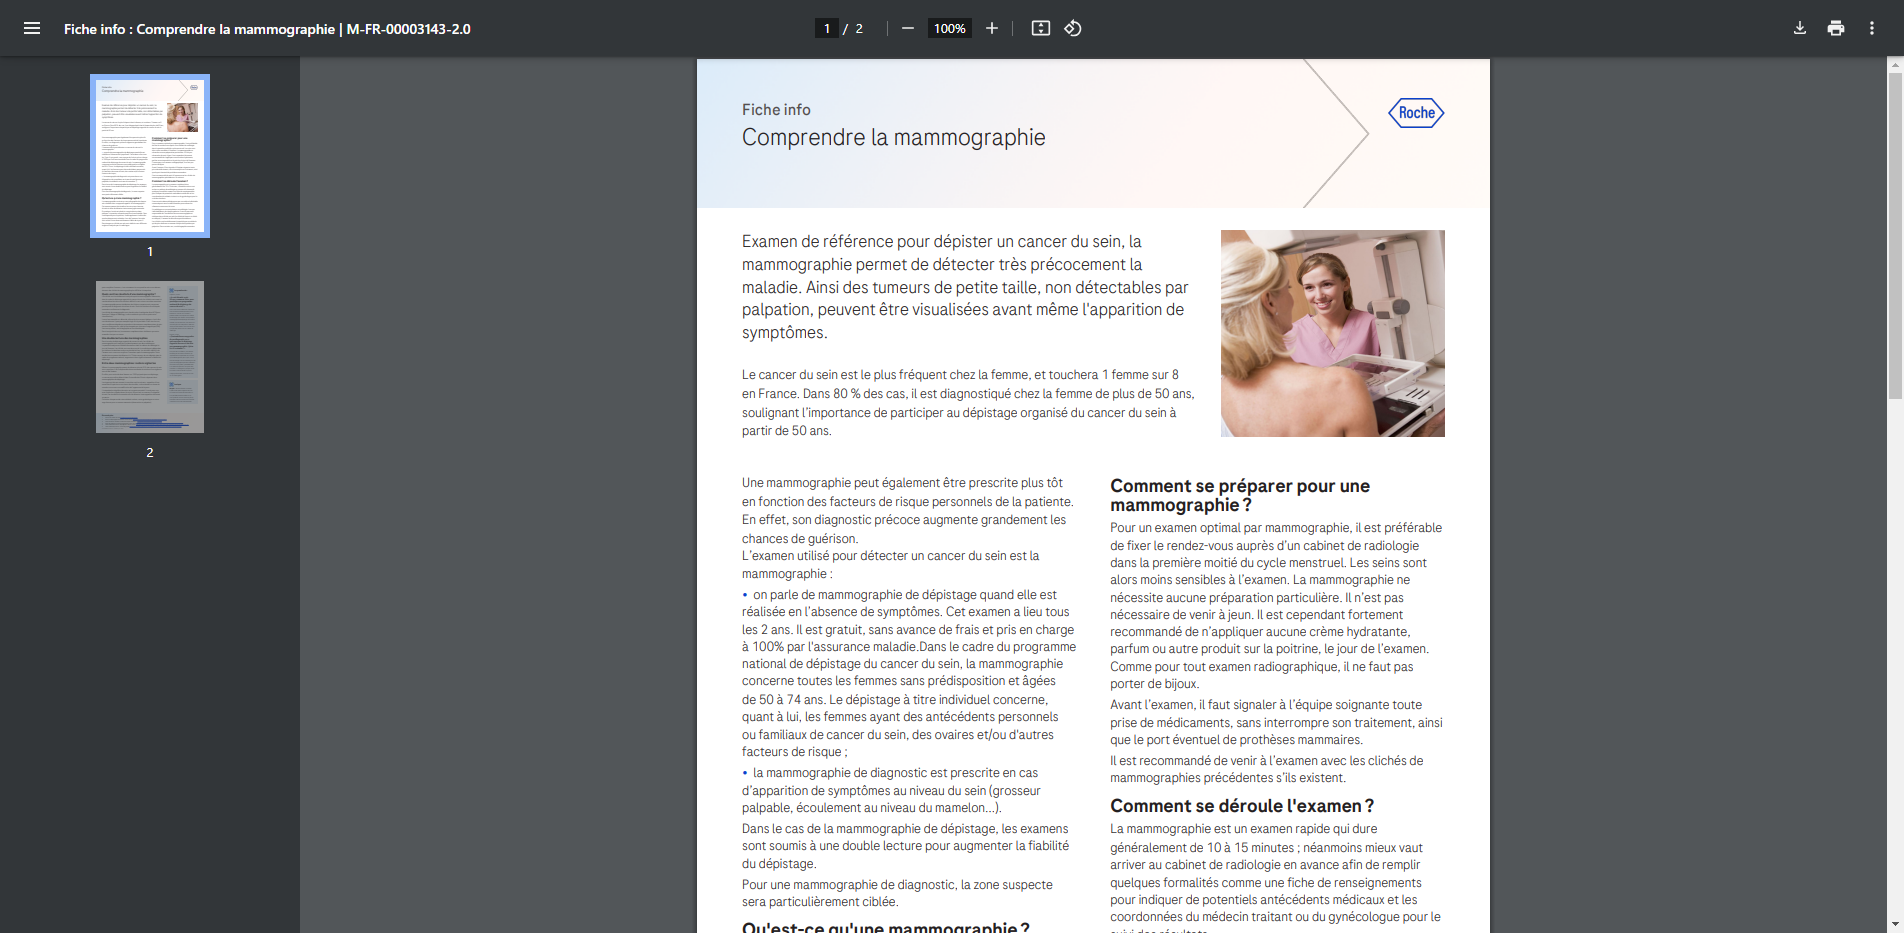 Fiche info : Comprendre la mammographie | M-FR-00003143-2.0
1 / 2
100%
1
2
Fiche info
Comprendre la mammographie
Roche
Examen de référence pour dépister un cancer du sein, la
mammographie permet de détecter très précocement la
maladie. Ainsi des tumeurs de petite taille, non détectables par
palpation, peuvent être visualisées avant même l'apparition de
symptômes.
Le cancer du sein est le plus fréquent chez la femme, et touchera 1 femme sur 8
en France. Dans 80 % des cas, il est diagnostiqué chez la femme de plus de 50 ans,
soulignant l'importance de participer au dépistage organisé du cancer du sein à
partir de 50 ans.
Une mammographie peut également être prescrite plus tôt
en fonction des facteurs de risque personnels de la patiente.
En effet, son diagnostic précoce augmente grandement les
chances de guérison.
L'examen utilisé pour détecter un cancer du sein est la
mammographie :
• on parle de mammographie de dépistage quand elle est
réalisée en l'absence de symptômes. Cet examen a lieu tous
les 2 ans. Il est gratuit, sans avance de frais et pris en charge
à 100% par l'assurance maladie.Dans le cadre du programme
national de dépistage du cancer du sein, la mammographie
concerne toutes les femmes sans prédisposition et âgées
de 50 à 74 ans. Le dépistage à titre individuel concerne,
quant à lui, les femmes ayant des antécédents personnels
ou familiaux de cancer du sein, des ovaires et/ou d'autres
facteurs de risque ;
• la mammographie de diagnostic est prescrite en cas
d'apparition de symptômes au niveau du sein (grosseur
palpable, écoulement au niveau du mamelon...).
Dans le cas de la mammographie de dépistage, les examens
sont soumis à une double lecture pour augmenter la fiabilité
du dépistage.
Pour une mammographie de diagnostic, la zone suspecte
sera particulièrement ciblée.
Qu'est-ce qu'une mammographie ?
Comment se préparer pour une
mammographie ?
Pour un examen optimal par mammographie, il est préférable
de fixer le rendez-vous auprès d'un cabinet de radiologie
dans la première moitié du cycle menstruel. Les seins sont
alors moins sensibles à l'examen. La mammographie ne
nécessite aucune préparation particulière. Il n'est pas
nécessaire de venir à jeun. Il est cependant fortement
recommandé de n'appliquer aucune crème hydratante,
parfum ou autre produit sur la poitrine, le jour de l'examen.
Comme pour tout examen radiographique, il ne faut pas
porter de bijoux.
Avant l'examen, il faut signaler à l'équipe soignante toute
prise de médicaments, sans interrompre son traitement, ainsi
que le port éventuel de prothèses mammaires.
Il est recommandé de venir à l'examen avec les clichés de
mammographies précédentes s'ils existent.
Comment se déroule l'examen ?
La mammographie est un examen rapide qui dure
généralement de 10 à 15 minutes ; néanmoins mieux vaut
arriver au cabinet de radiologie en avance afin de remplir
quelques formalités comme une fiche de renseignements
pour indiquer de potentiels antécédents médicaux et les
coordonnées du médecin traitant ou du gynécologue pour le